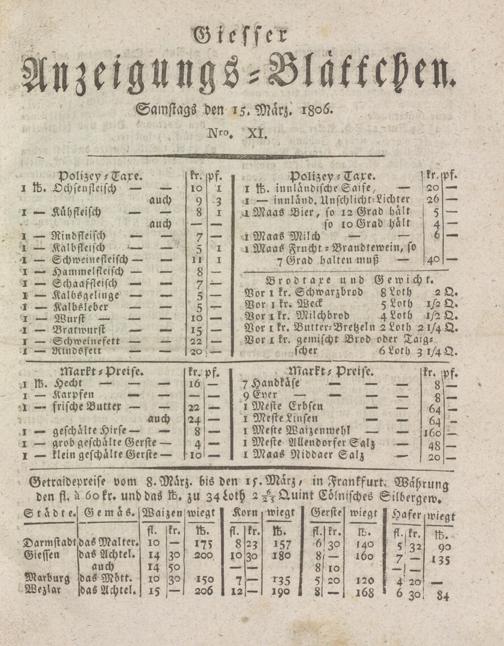 Giesser
Anzeigungs-Blättchen.
Samstags den 15. März. 1806.
Nro. XI.
Polizey-Taxe. kr. pf.
1 ℔. Ochsenfleisch — — 10 1
auch 9 3
1 — Kühfleisch — — 8 1
auch — —
1 — Rindfleisch — — 7 —
1 — Kalbfleisch — — 5 1
1 — Schweinefleisch — — 11 1
1 — Hammelfleisch — — 8 —
1 — Schaaffleisch — — 7 —
1 — Kalbsgelinge — — 5 —
1 — Kalbsleber — — 5 —
1 — Wurst — — 10 —
1 — Bratwurst — — 15 —
1 — Schweinefett — — 22 —
1 — Rindsfett — — 20 —
Polizey-Taxe. kr. pf.
1 ℔. innländische Saife, — 20 —
1 — innländ. Unschlicht-Lichter 26 —
1 Maas Bier, so 12 Grad hält 5 —
so 10 Grad hält 4 —
1 Maas Milch — — 6 —
1 Maas Frucht-Brandtewein, so
7 Grad halten muß — 40 —
Brodtaxe und Gewicht.
Vor 1 kr. Schwarzbrod 8 Loth 2 Q.
Vor 1 kr. Weck 5 Loth 1/2 Q.
Vor 1 kr. Milchbrod 4 Loth 1/2 Q.
Vor 1 kr. Butter-Bretzeln 2 Loth 2 1/4 Q.
Vor 1 kr. gemischt Brod oder Taig-
scher 6 Loth 3 1/4 Q.
Markt-Preise. kr. pf.
1 ℔. Hecht — — 16 —
1 — Karpfen — — — —
1 — frische Butter — — 22 —
auch 24 —
1 — geschälte Hirse — — 8 —
1 — grob geschälte Gerste — 4 —
1 — klein geschälte Gerste — 10 —
Markt-Preise. kr. pf.
7 Handkäse — — — 8 —
9 Eyer — — — 8 —
1 Meste Erbsen — — 64 —
1 Meste Linsen — — 64 —
1 Meste Waizenmehl — — 160 —
1 Meste Allendorfer Salz — 48 —
1 Maas Niddaer Salz — 20 —
Getraidepreise vom 8. März. bis den 15. März, in Frankfurt. Währung
den fl. à 60 kr. und das ℔. zu 34 Loth 2 Quint Cölnisches Silbergew.
Städte. Gemäs. Waizen wiegt Korn wiegt Gerste wiegt Hafer wiegt
fl. kr. ℔. fl. kr. ℔. fl. kr. ℔. fl. kr. ℔.
Darmstadt das Malter. 10 — 175 8 23 157 6 30 140 5 32 90
Giessen das Achtel. 14 30 200 10 30 180 8 — 160 7 — 135
auch 14 50 — — 8 10 — —
Marburg das Mött. 10 30 150 7 — 135 5 20 120 4 20 —
Wezlar das Achtel. 15 — 206 12 — 190 8 — 168 6 30 84